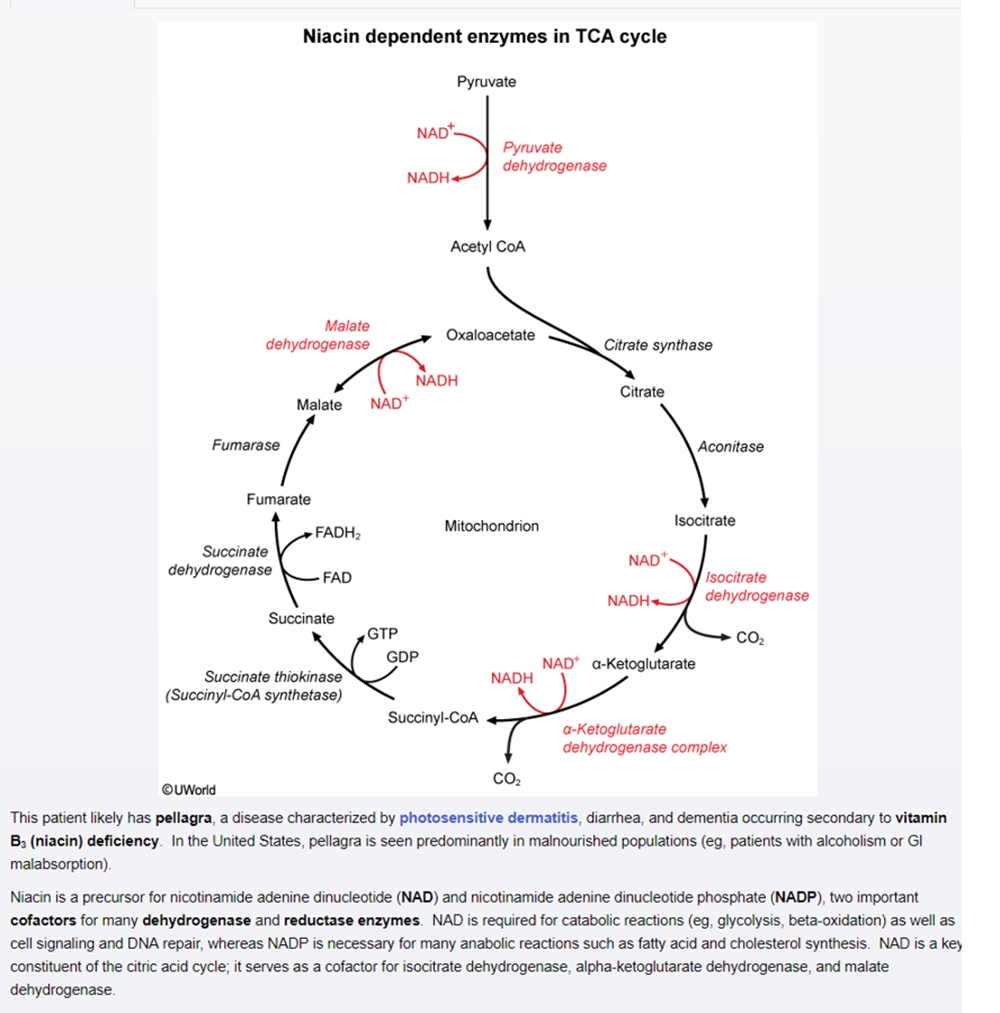 Niacin dependent enzymes in TCA cycle
Pyruvate
NAD⁺
Pyruvate
dehydrogenase
NADH
Acetyl CoA
Malate
dehydrogenase
Oxaloacetate
Citrate synthase
NADH
NAD⁺
Citrate
Malate
Fumarase
Aconitase
Fumarate
Isocitrate
Mitochondrion
FADH₂
Succinate
dehydrogenase
FAD
NAD⁺
Isocitrate
dehydrogenase
NADH
CO₂
Succinate
GTP
GDP
Succinate thiokinase
(Succinyl-CoA synthetase)
NAD⁺
α-Ketoglutarate
NADH
Succinyl-CoA
α-Ketoglutarate
dehydrogenase complex
CO₂
©UWorld
This patient likely has pellagra, a disease characterized by photosensitive dermatitis, diarrhea, and dementia occurring secondary to vitamin
B₃ (niacin) deficiency. In the United States, pellagra is seen predominantly in malnourished populations (eg, patients with alcoholism or GI
malabsorption).
Niacin is a precursor for nicotinamide adenine dinucleotide (NAD) and nicotinamide adenine dinucleotide phosphate (NADP), two important
cofactors for many dehydrogenase and reductase enzymes. NAD is required for catabolic reactions (eg, glycolysis, beta-oxidation) as well as
cell signaling and DNA repair, whereas NADP is necessary for many anabolic reactions such as fatty acid and cholesterol synthesis. NAD is a key
constituent of the citric acid cycle; it serves as a cofactor for isocitrate dehydrogenase, alpha-ketoglutarate dehydrogenase, and malate
dehydrogenase.